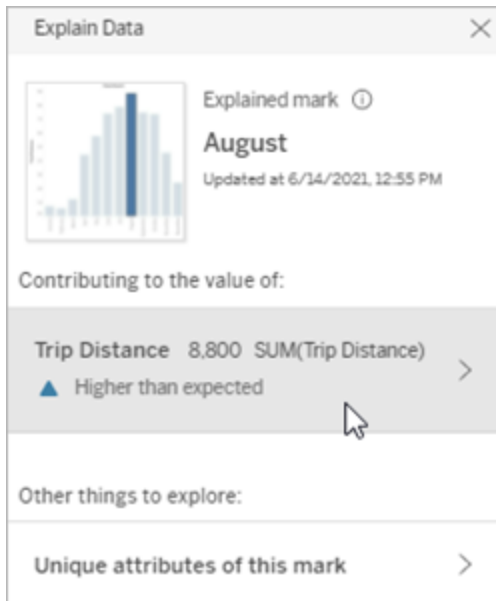 Explain Data
Explained mark
August
Updated at 6/14/2021, 12:55 PM
Contributing to the value of:
Trip Distance 8,800 SUM(Trip Distance)
Higher than expected
Other things to explore:
Unique attributes of this mark